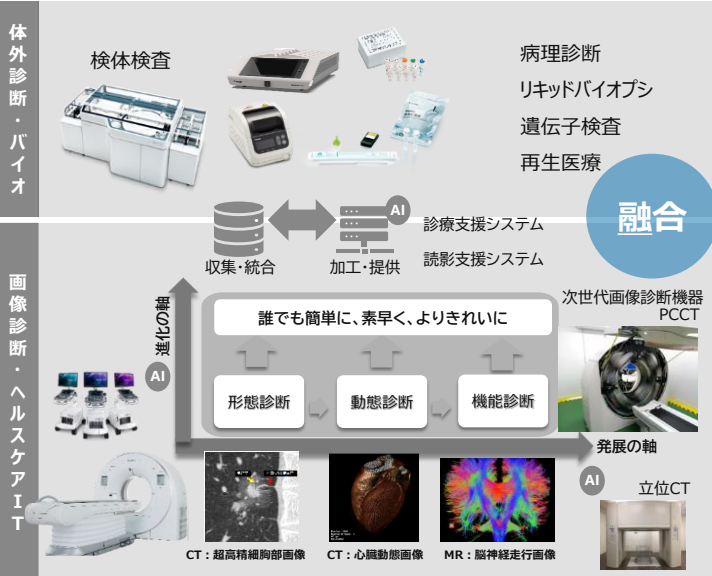 体外診断・バイオ
検体検査
病理診断
リキッドバイオプシ
遺伝子検査
再生医療
融合
AI
診療支援システム
読影支援システム
収集・統合
加工・提供
画像診断・ヘルスケアIT
進化の軸
AI
誰でも簡単に、素早く、よりきれいに
形態診断
動態診断
機能診断
次世代画像診断機器
PCCT
発展の軸
AI
立位CT
CT：超高精細胸部画像
CT：心臓動態画像
MR：脳神経走行画像